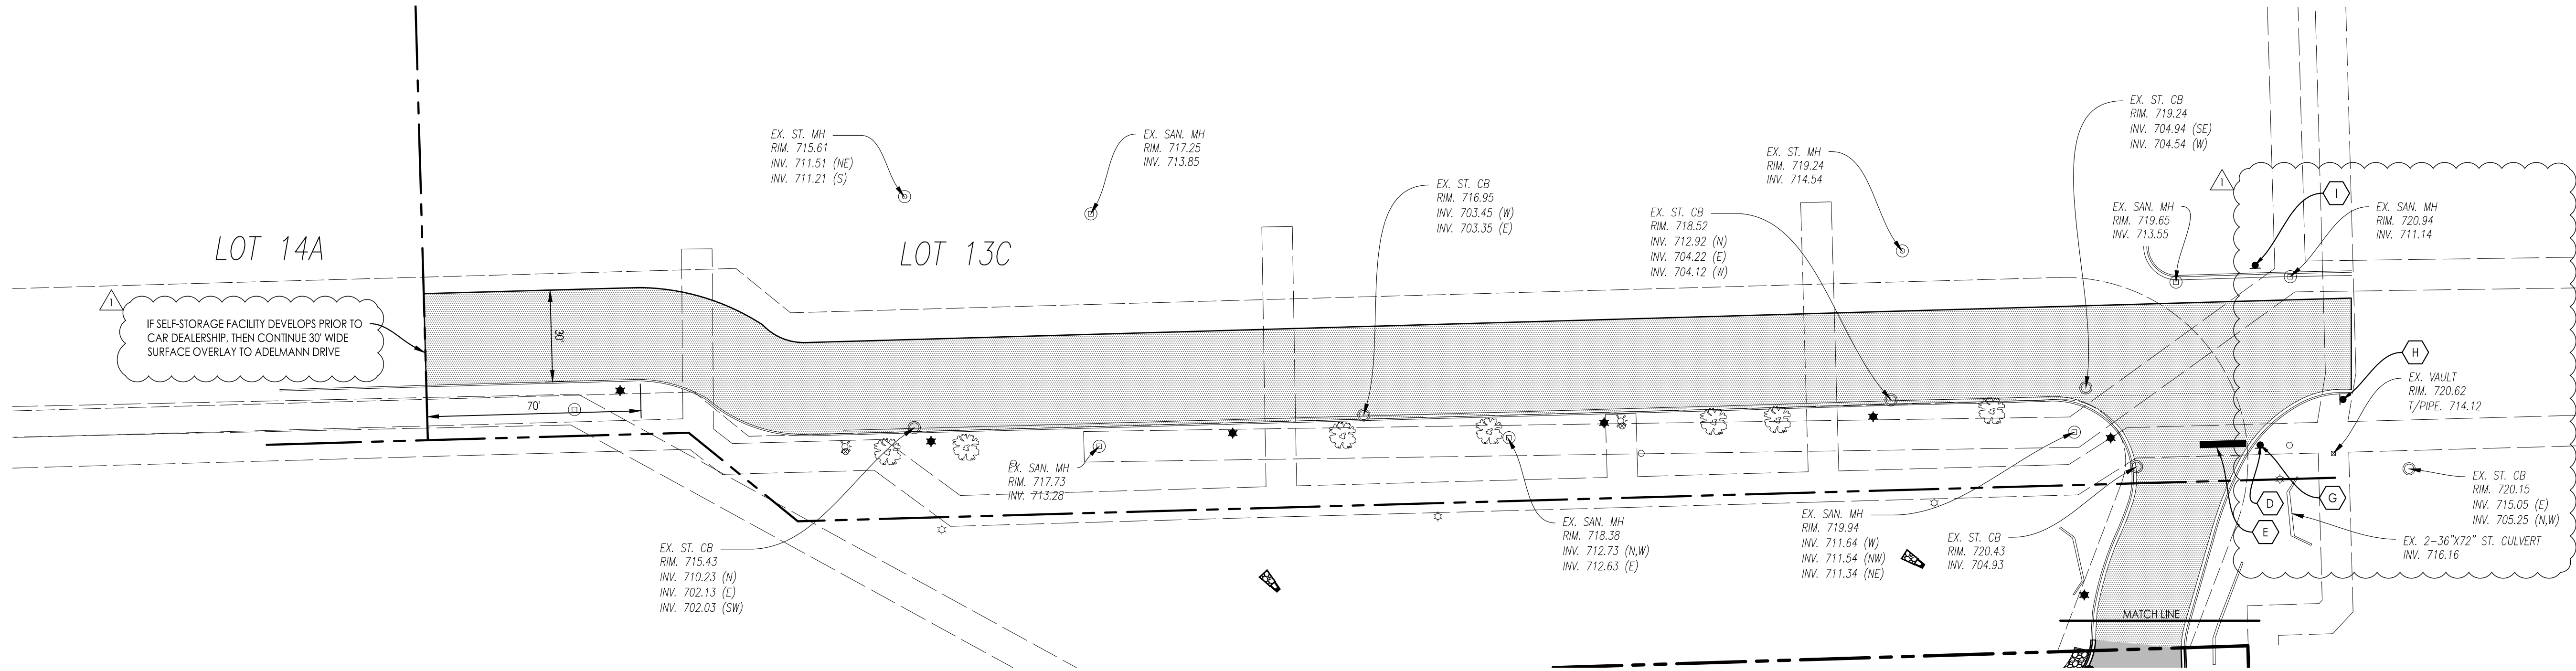 EX. ST. MH
RIM. 715.61
INV. 711.51 (NE)
INV. 711.21 (S)
EX. SAN. MH
RIM. 717.25
INV. 713.85
EX. ST. CB
RIM. 716.95
INV. 703.45 (W)
INV. 703.35 (E)
EX. ST. CB
RIM. 718.52
INV. 712.92 (N)
INV. 704.22 (E)
INV. 704.12 (W)
EX. ST. MH
RIM. 719.24
INV. 714.54
EX. ST. CB
RIM. 719.24
INV. 704.94 (SE)
INV. 704.54 (W)
EX. SAN. MH
RIM. 719.65
INV. 713.55
1
I
EX. SAN. MH
RIM. 720.94
INV. 711.14
LOT 14A
LOT 13C
1
IF SELF-STORAGE FACILITY DEVELOPS PRIOR TO
CAR DEALERSHIP, THEN CONTINUE 30' WIDE
SURFACE OVERLAY TO ADELMANN DRIVE
30'
70'
H
EX. VAULT
RIM. 720.62
T/PIPE. 714.12
EX. SAN. MH
RIM. 717.73
INV. 713.28
EX. ST. CB
RIM. 715.43
INV. 710.23 (N)
INV. 702.13 (E)
INV. 702.03 (SW)
EX. SAN. MH
RIM. 718.38
INV. 712.73 (N,W)
INV. 712.63 (E)
EX. SAN. MH
RIM. 719.94
INV. 711.64 (W)
INV. 711.54 (NW)
INV. 711.34 (NE)
EX. ST. CB
RIM. 720.43
INV. 704.93
D
G
E
EX. ST. CB
RIM. 720.15
INV. 715.05 (E)
INV. 705.25 (N,W)
EX. 2-36"X72" ST. CULVERT
INV. 716.16
MATCH LINE